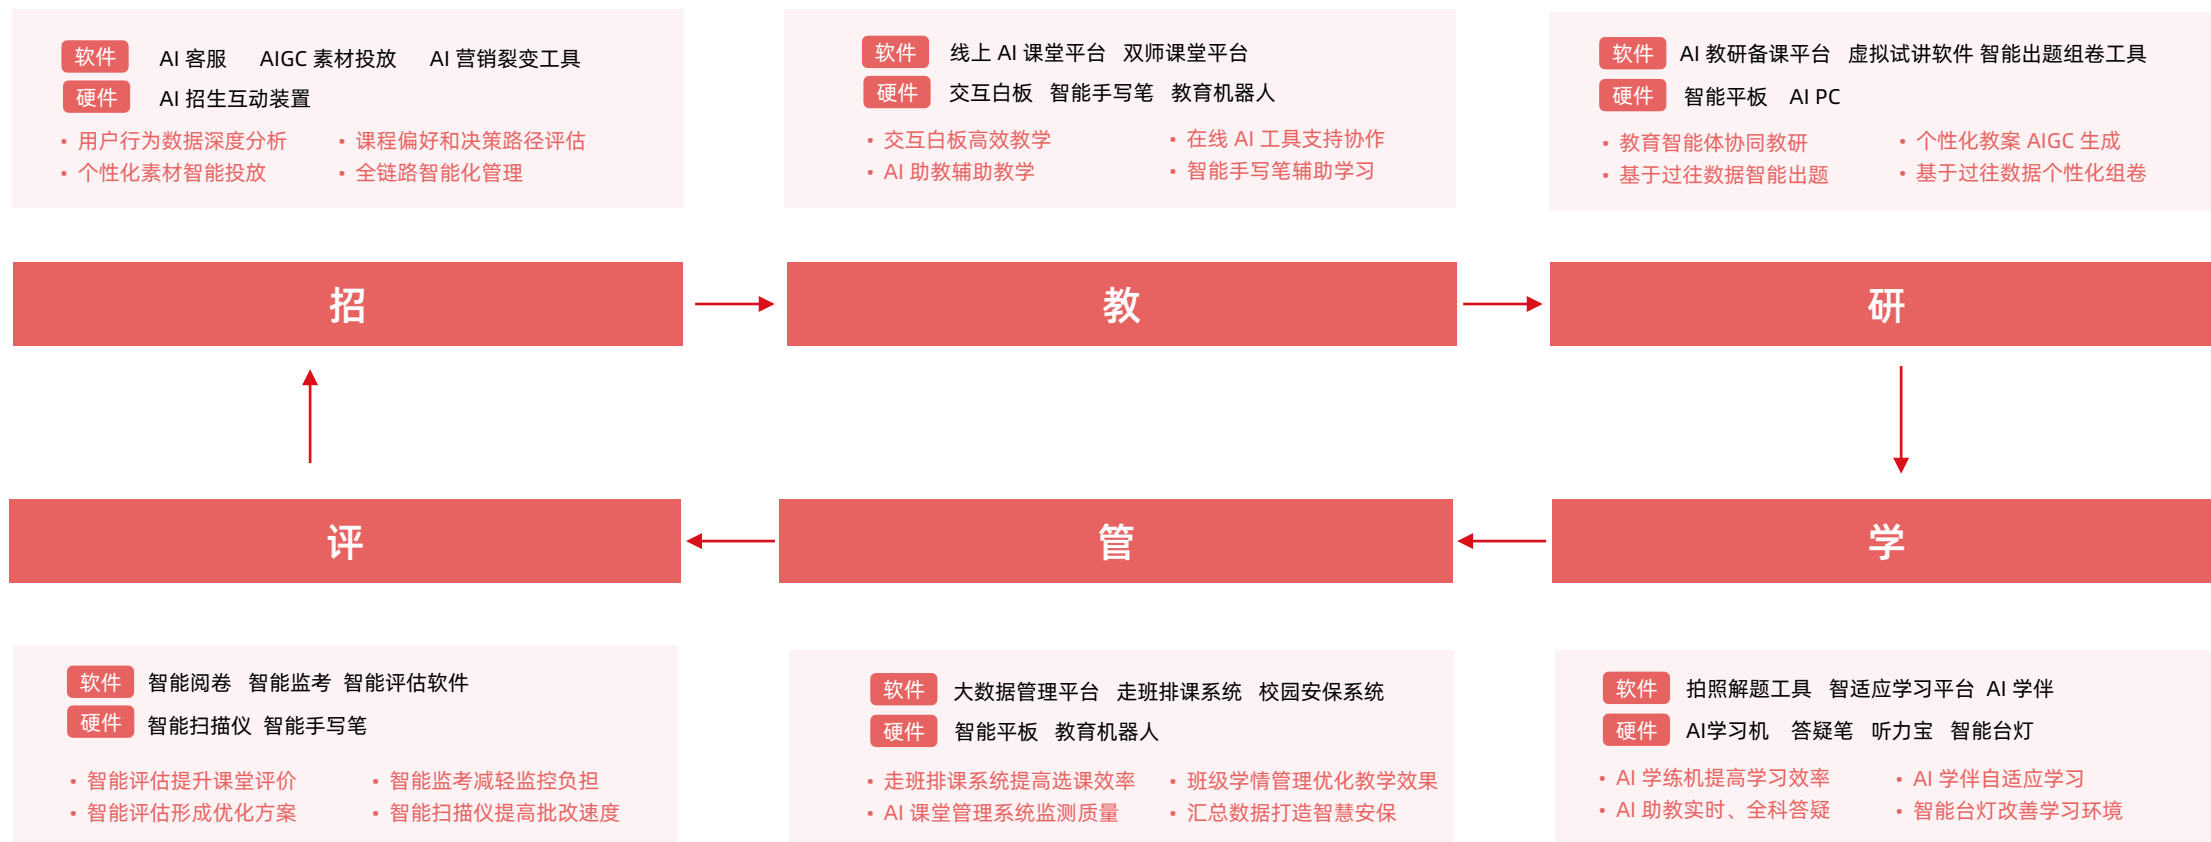 软件 AI 客服 AIGC 素材投放 AI 营销裂变工具
硬件 AI 招生互动装置
• 用户行为数据深度分析 • 课程偏好和决策路径评估
• 个性化素材智能投放 • 全链路智能化管理
软件 线上 AI 课堂平台 双师课堂平台
硬件 交互白板 智能手写笔 教育机器人
• 交互白板高效教学 • 在线 AI 工具支持协作
• AI 助教辅助教学 • 智能手写笔辅助学习
软件 AI 教研备课平台 虚拟试讲软件 智能出题组卷工具
硬件 智能平板 AI PC
• 教育智能体协同教研 • 个性化教案 AIGC 生成
• 基于过往数据智能出题 • 基于过往数据个性化组卷
招
教
研
评
管
学
软件 智能阅卷 智能监考 智能评估软件
硬件 智能扫描仪 智能手写笔
• 智能评估提升课堂评价 • 智能监考减轻监控负担
• 智能评估形成优化方案 • 智能扫描仪提高批改速度
软件 大数据管理平台 走班排课系统 校园安保系统
硬件 智能平板 教育机器人
• 走班排课系统提高选课效率 • 班级学情管理优化教学效果
• AI 课堂管理系统监测质量 • 汇总数据打造智慧安保
软件 拍照解题工具 智适应学习平台 AI 学伴
硬件 AI学习机 答疑笔 听力宝 智能台灯
• AI 学练机提高学习效率 • AI 学伴自适应学习
• AI 助教实时、全科答疑 • 智能台灯改善学习环境